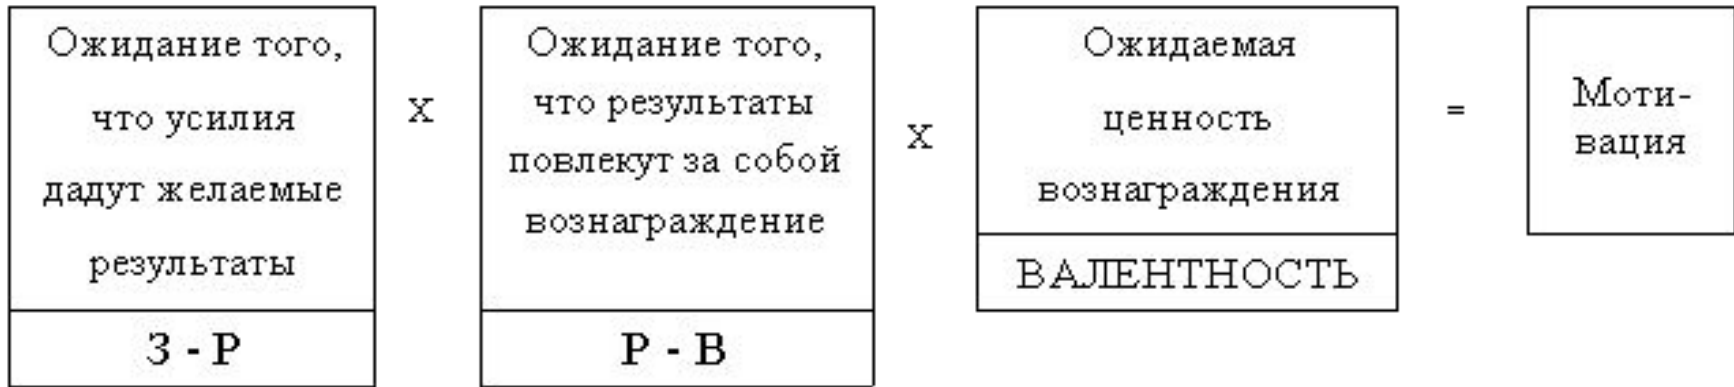 Ожидание того,
что усилия
дадут желаемые
результаты
З - Р
X
Ожидание того,
что результаты
повлекут за собой
вознаграждение
Р - В
X
Ожидаемая
ценность
вознаграждения
ВАЛЕНТНОСТЬ
=
Моти-
вация